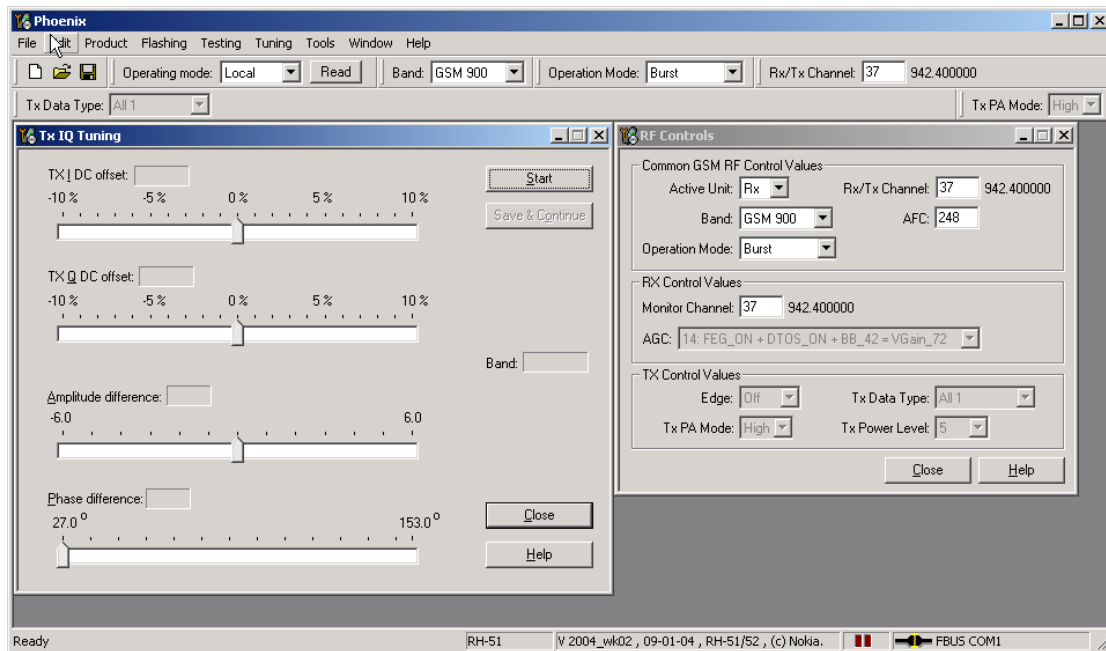 Phoenix
File Edit Product Flashing Testing Tuning Tools Window Help
Operating mode: Local Read Band: GSM 900 Operation Mode: Burst Rx/Tx Channel: 37 942.400000
Tx Data Type: All 1 Tx PA Mode: High
Tx IQ Tuning
TX I DC offset:
-10 % -5 % 0 % 5 % 10 %
Start
Save & Continue
TX Q DC offset:
-10 % -5 % 0 % 5 % 10 %
Band:
Amplitude difference:
-6.0 6.0
Phase difference:
27.0 o 153.0 o
Close
Help
RF Controls
Common GSM RF Control Values
Active Unit: Rx Rx/Tx Channel: 37 942.400000
Band: GSM 900 AFC: 248
Operation Mode: Burst
RX Control Values
Monitor Channel: 37 942.400000
AGC: 14: FEG_ON + DTOS_ON + BB_42 = VGain_72
TX Control Values
Edge: Off Tx Data Type: All 1
Tx PA Mode: High Tx Power Level: 5
Close Help
Ready RH-51 V 2004_wk02 , 09-01-04 , RH-51/52 , (c) Nokia. FBUS COM1